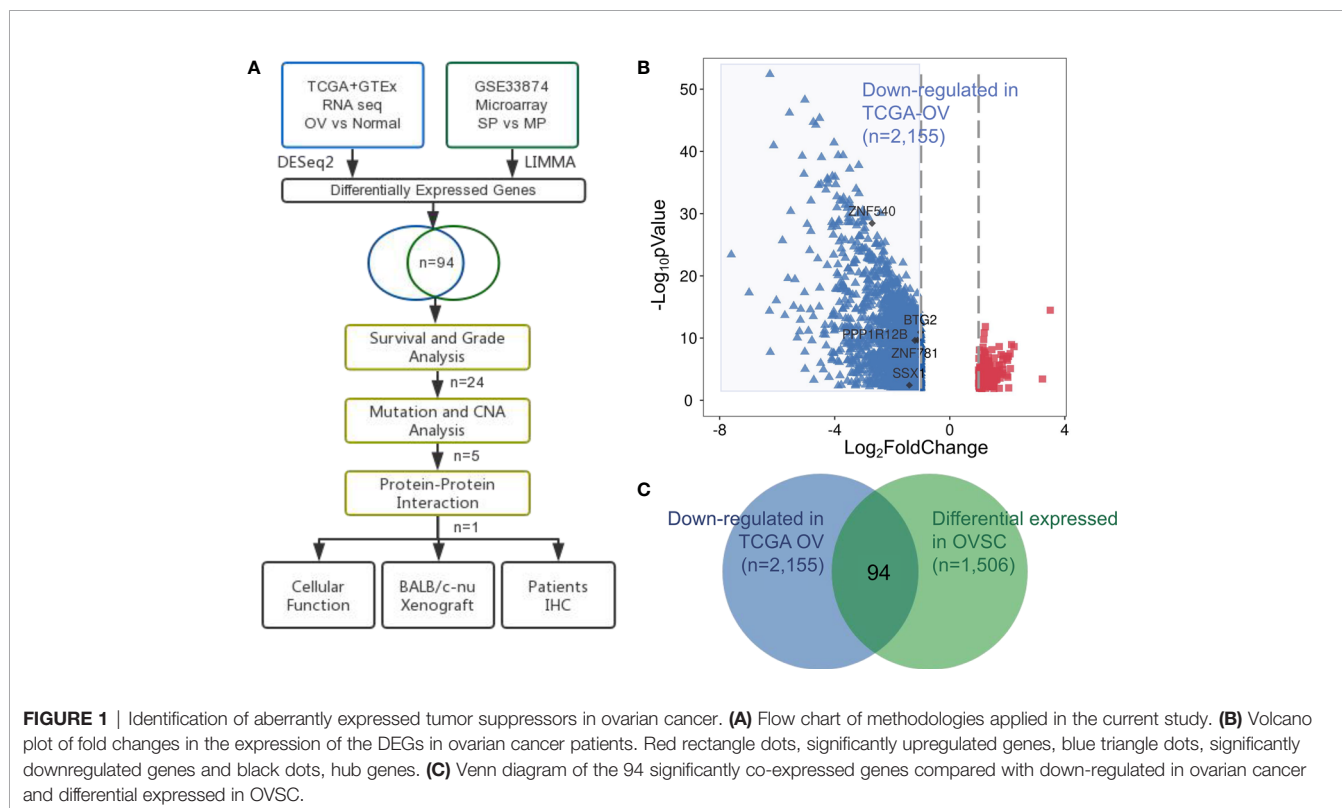 A
TCGA+GTEx
RNA seq
OV vs Normal
GSE33874
Microarray
SP vs MP
DESeq2
LIMMA
Differentially Expressed Genes
n=94
Survival and Grade
Analysis
n=24
Mutation and CNA
Analysis
n=5
Protein-Protein
Interaction
n=1
Cellular
Function
BALB/c-nu
Xenograft
Patients
IHC
B
Down-regulated in
TCGA-OV
(n=2,155)
50
40
30
20
10
0
-Log10pValue
ZNF540
BTG2
PPP1R12B
ZNF781
SSX1
-8
-4
0
4
Log2FoldChange
C
Down-regulated in
TCGA OV
(n=2,155)
94
Differential expressed
in OVSC
(n=1,506)
FIGURE 1 | Identification of aberrantly expressed tumor suppressors in ovarian cancer. (A) Flow chart of methodologies applied in the current study. (B) Volcano
plot of fold changes in the expression of the DEGs in ovarian cancer patients. Red rectangle dots, significantly upregulated genes, blue triangle dots, significantly
downregulated genes and black dots, hub genes. (C) Venn diagram of the 94 significantly co-expressed genes compared with down-regulated in ovarian cancer
and differential expressed in OVSC.